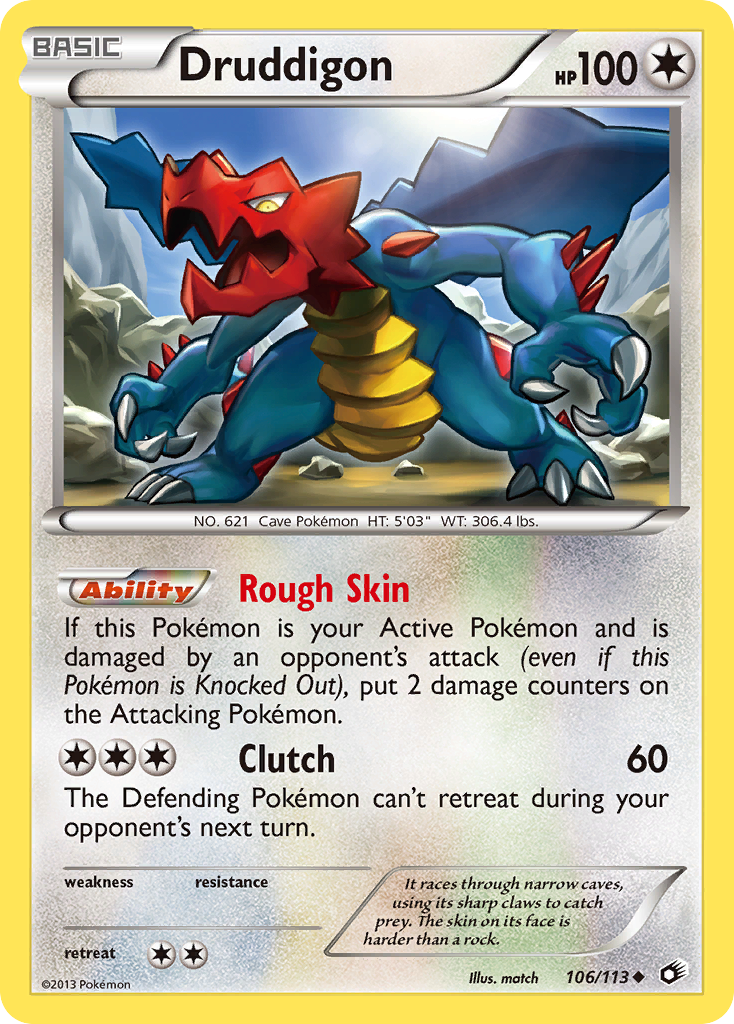 BASIC
Druddigon
HP100
NO. 621 Cave Pokémon HT: 5'03" WT: 306.4 lbs.
Ability Rough Skin
If this Pokémon is your Active Pokémon and is
damaged by an opponent's attack (even if this
Pokémon is Knocked Out), put 2 damage counters on
the Attacking Pokémon.
Clutch 60
The Defending Pokémon can't retreat during your
opponent's next turn.
weakness resistance
It races through narrow caves,
using its sharp claws to catch
prey. The skin on its face is
harder than a rock.
retreat
©2013 Pokémon
Illus. match 106/113